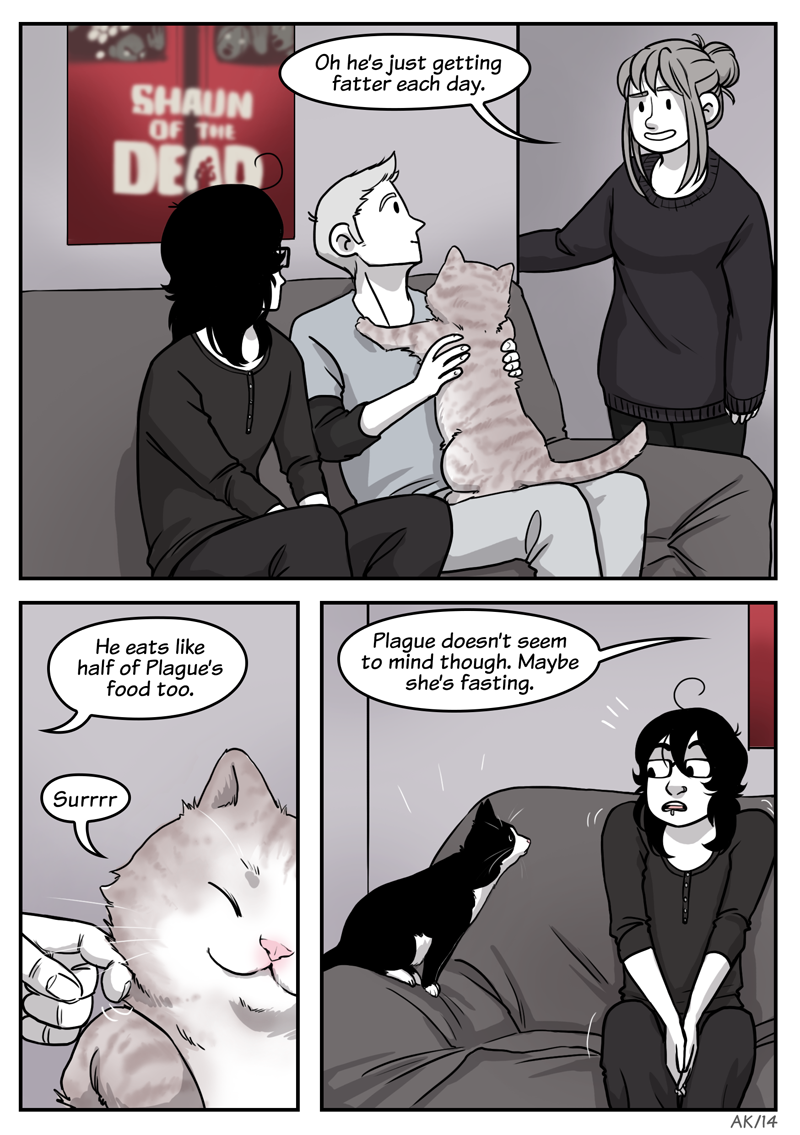 SHAUN
OF THE
DEAD
Oh he's just getting
fatter each day.
He eats like
half of Plague's
food too.
Surrrr
Plague doesn't seem
to mind though. Maybe
she's fasting.
AK/14